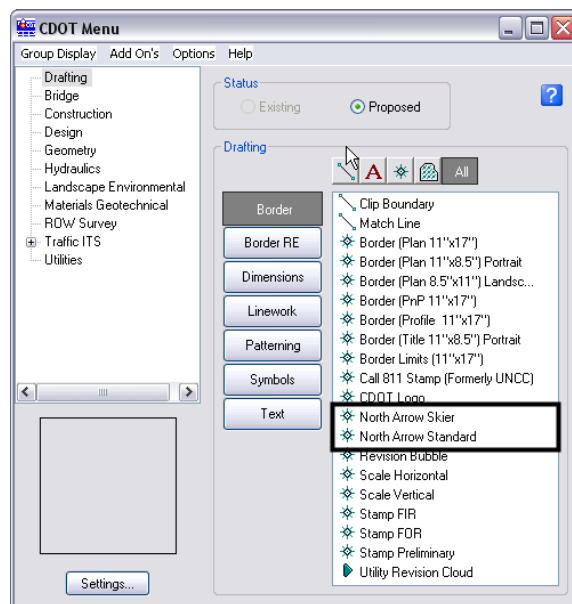 CDOT Menu
Group Display Add On's Options Help
Drafting
Bridge
Construction
Design
Geometry
Hydraulics
Landscape Environmental
Materials Geotechnical
ROW Survey
Traffic ITS
Utilities
Settings...
Status
Existing
Proposed
?
Drafting
A
All
Border
Border RE
Dimensions
Linework
Patterning
Symbols
Text
Clip Boundary
Match Line
Border (Plan 11"x17")
Border (Plan 11"x8.5") Portrait
Border (Plan 8.5"x11") Landsc...
Border (PnP 11"x17")
Border (Profile 11"x17")
Border (Title 11"x8.5") Portrait
Border Limits (11"x17")
Call 811 Stamp (Formerly UNCC)
CDOT Logo
North Arrow Skier
North Arrow Standard
Revision Bubble
Scale Horizontal
Scale Vertical
Stamp FIR
Stamp FOR
Stamp Preliminary
Utility Revision Cloud